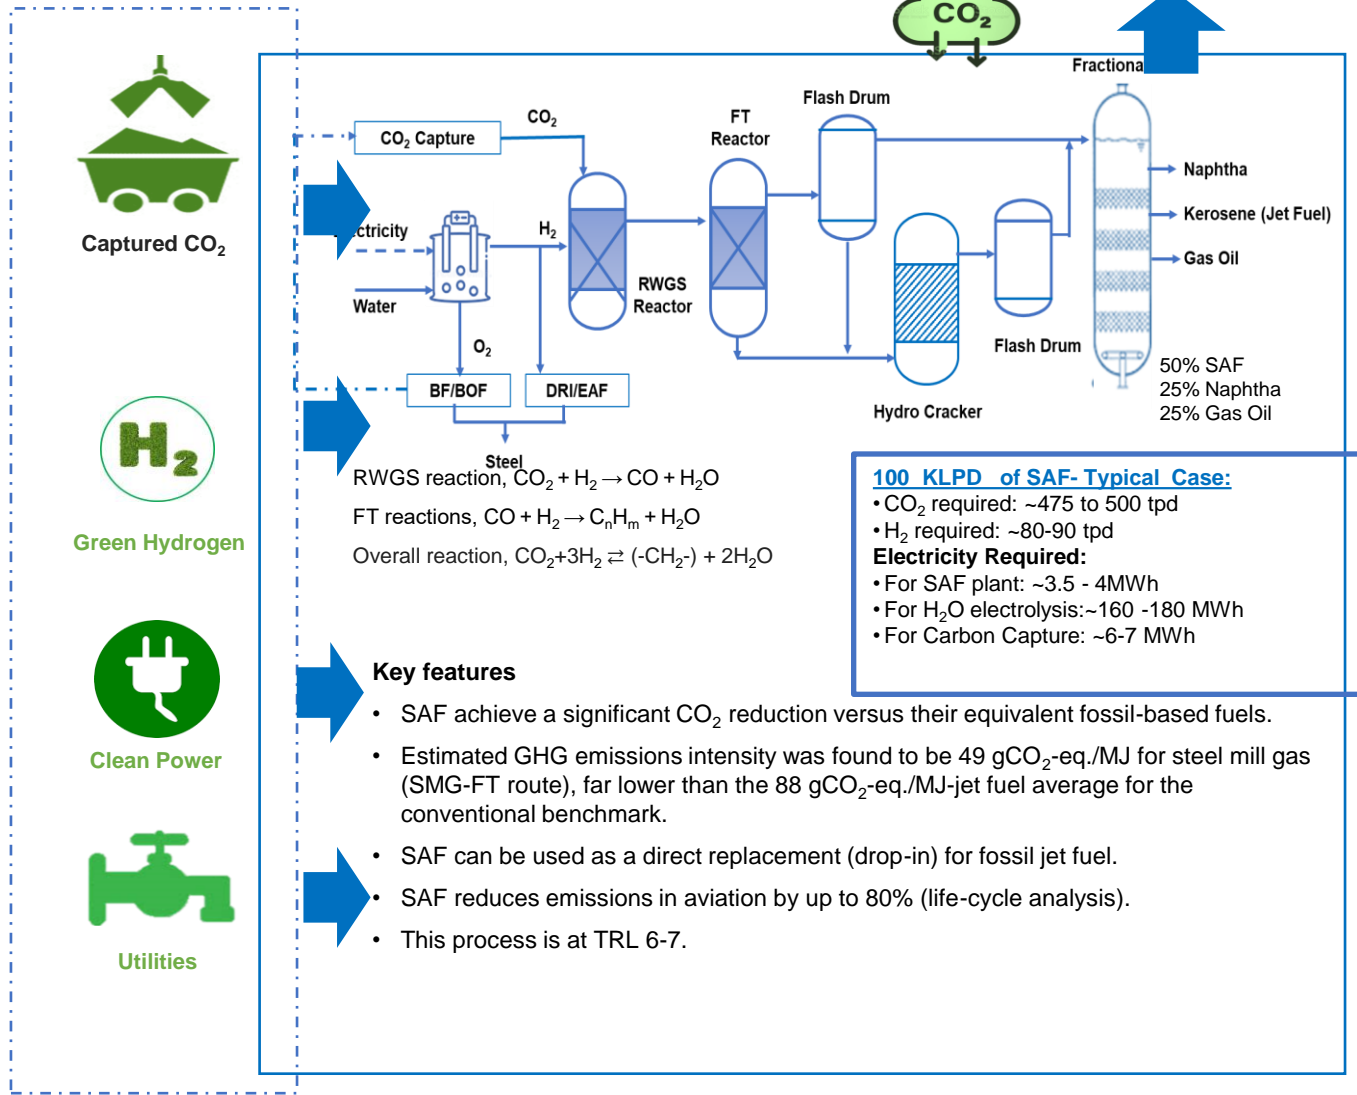 CO₂
Fractiona
Flash Drum
FT
Reactor
CO₂
CO₂ Capture
Naphtha
Kerosene (Jet Fuel)
Gas Oil
Captured CO₂
H₂
Water
RWGS
Reactor
O₂
Flash Drum
BF/BOF
DRI/EAF
Hydro Cracker
50% SAF
25% Naphtha
25% Gas Oil
Steel
H₂
Green Hydrogen
RWGS reaction, CO₂ + H₂ → CO + H₂O
FT reactions, CO + H₂ → CₙHₘ + H₂O
Overall reaction, CO₂+3H₂ ⇄ (-CH₂-) + 2H₂O
100 KLPD of SAF- Typical Case:
• CO₂ required: ~475 to 500 tpd
• H₂ required: ~80-90 tpd
Electricity Required:
• For SAF plant: ~3.5 - 4MWh
• For H₂O electrolysis:~160 -180 MWh
• For Carbon Capture: ~6-7 MWh
Clean Power
Utilities
Key features
• SAF achieve a significant CO₂ reduction versus their equivalent fossil-based fuels.
• Estimated GHG emissions intensity was found to be 49 gCO₂-eq./MJ for steel mill gas
(SMG-FT route), far lower than the 88 gCO₂-eq./MJ-jet fuel average for the
conventional benchmark.
• SAF can be used as a direct replacement (drop-in) for fossil jet fuel.
• SAF reduces emissions in aviation by up to 80% (life-cycle analysis).
• This process is at TRL 6-7.